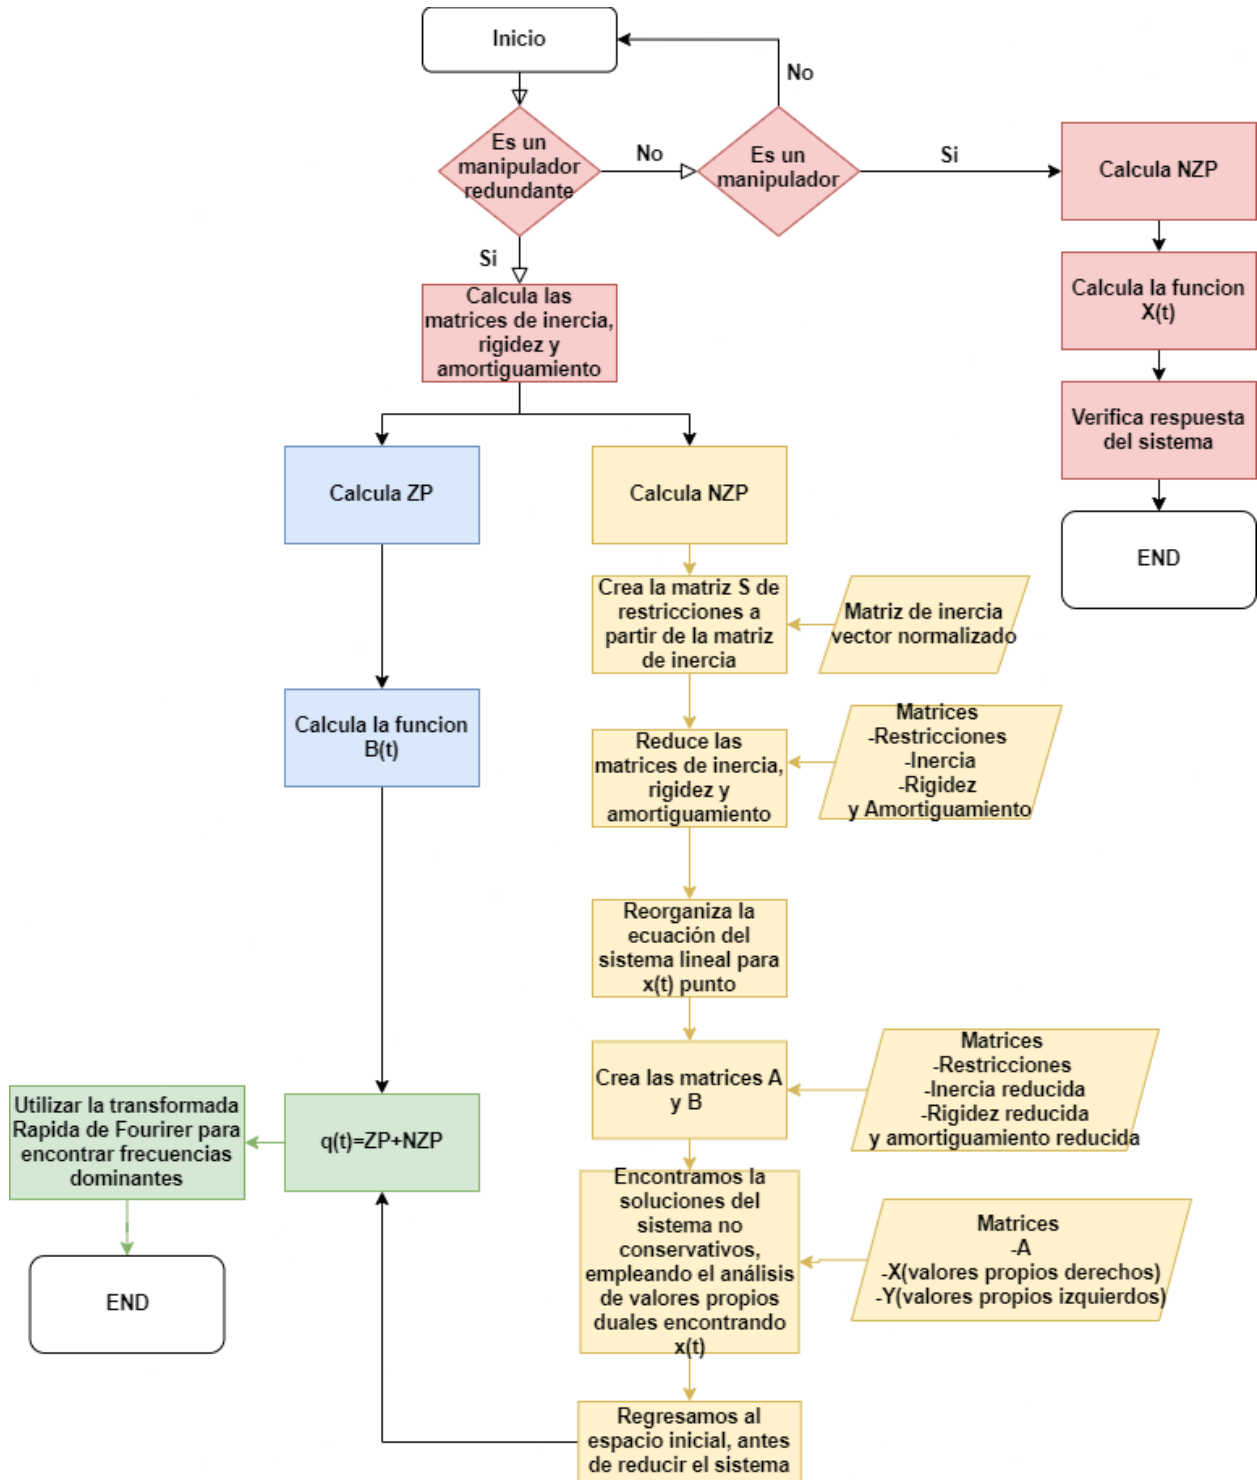 Inicio
No
Es un
manipulador
redundante
No
Es un
manipulador
Si
Calcula NZP
Si
Calcula las
matrices de inercia,
rigidez y
amortiguamiento
Calcula la funcion
X(t)
Verifica respuesta
del sistema
END
Calcula ZP
Calcula NZP
Crea la matriz S de
restricciones a
partir de la matriz
de inercia
Matriz de inercia
vector normalizado
Calcula la funcion
B(t)
Reduce las
matrices de inercia,
rigidez y
amortiguamiento
Matrices
-Restricciones
-Inercia
-Rigidez
y Amortiguamiento
Reorganiza la
ecuación del
sistema lineal para
x(t) punto
Crea las matrices A
y B
Matrices
-Restricciones
-Inercia reducida
-Rigidez reducida
y amortiguamiento reducida
Utilizar la transformada
Rapida de Fourirer para
encontrar frecuencias
dominantes
q(t)=ZP+NZP
Encontramos la
soluciones del
sistema no
conservativos,
empleando el análisis
de valores propios
duales encontrando
x(t)
Matrices
-A
-X(valores propios derechos)
-Y(valores propios izquierdos)
END
Regresamos al
espacio inicial, antes
de reducir el sistema